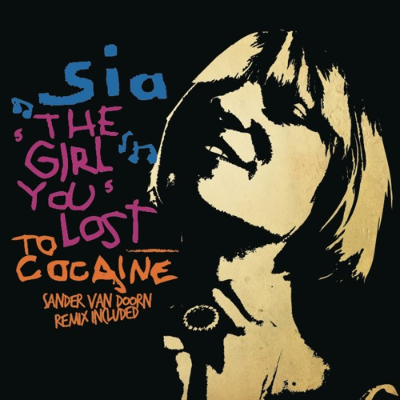 sia
THE
GIRL
YOU
LOST
TO
COCAINE
SANDER VAN DOORN
REMIX INCLUDED